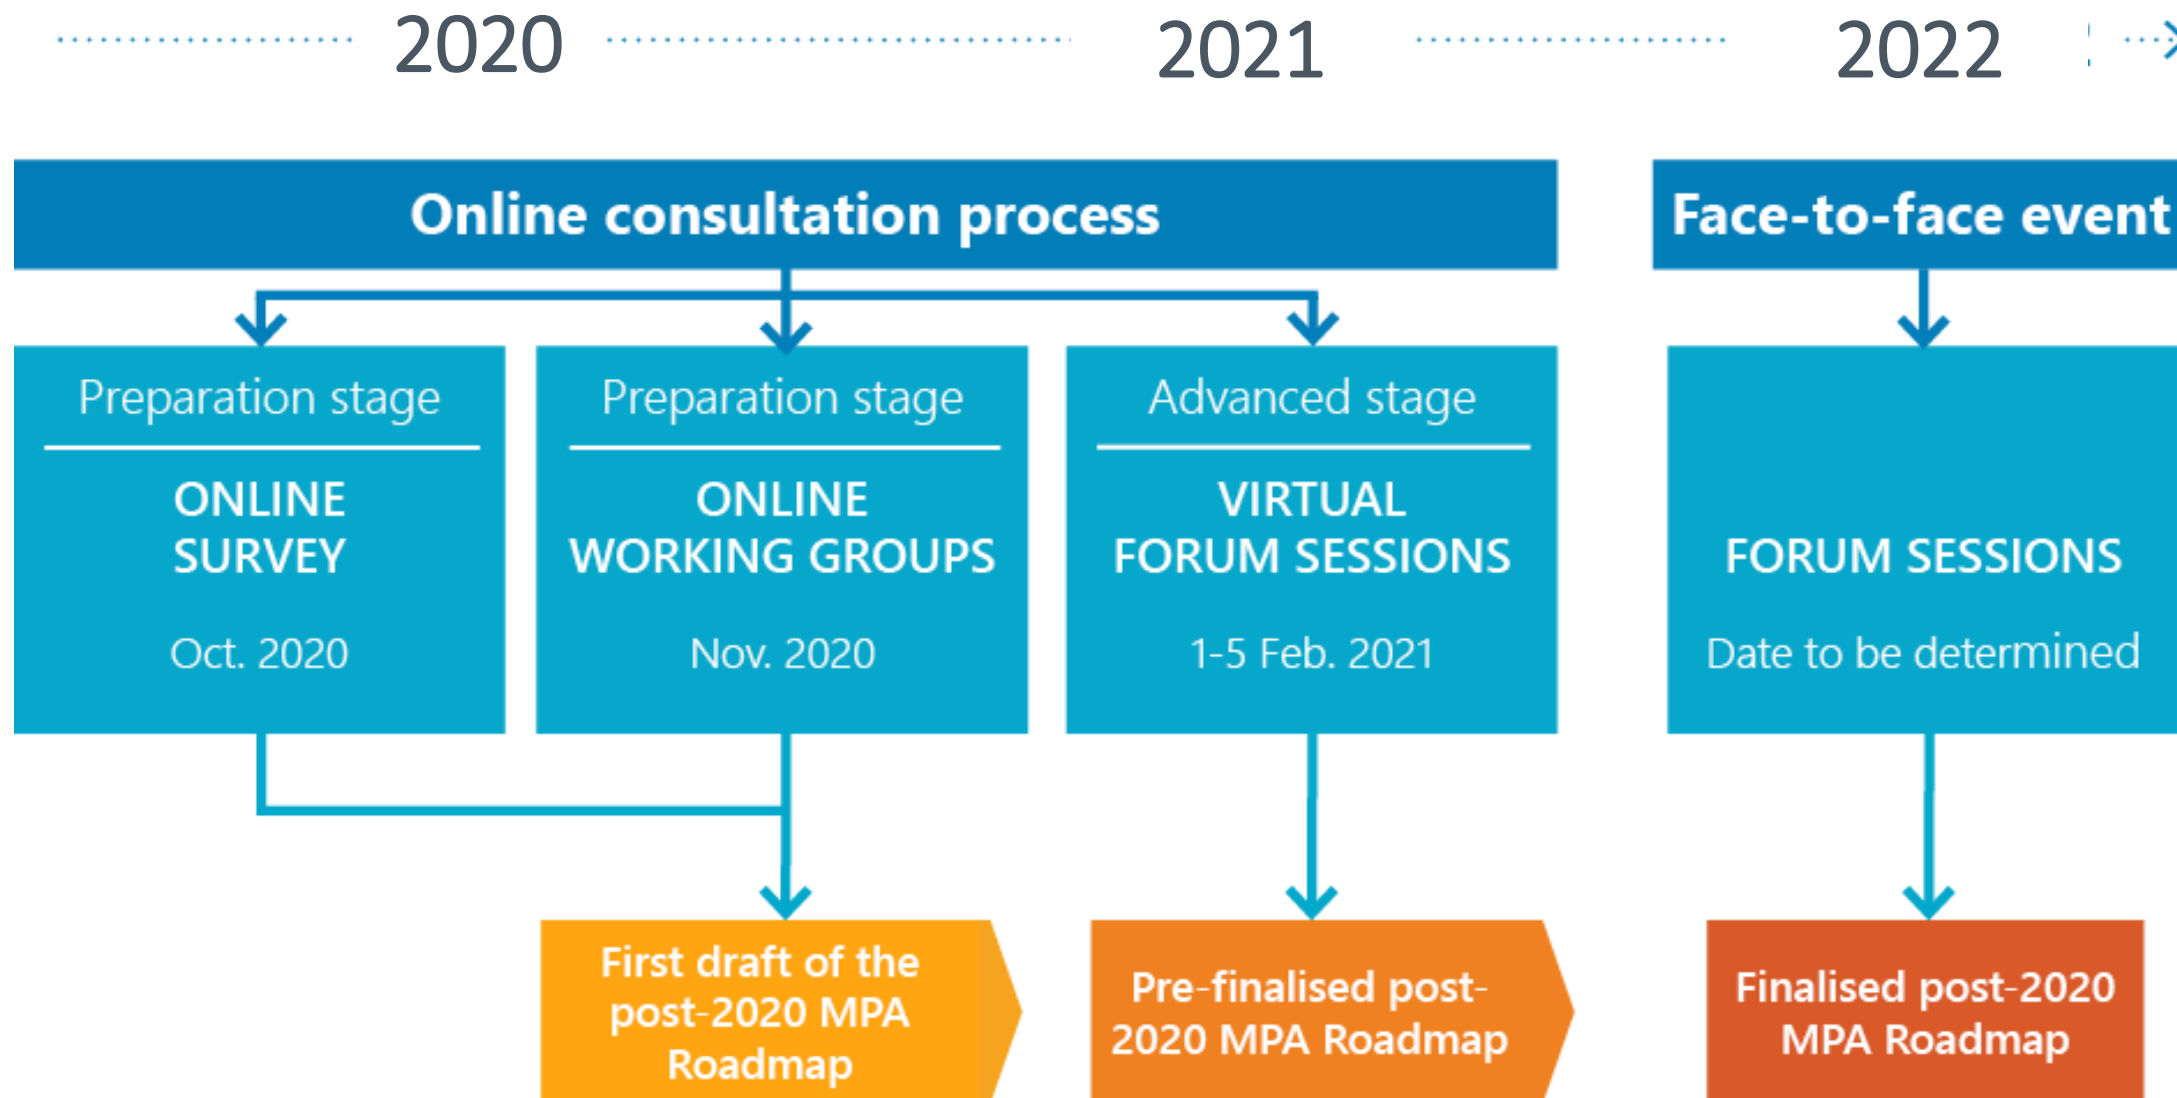 2020
2021
2022
Online consultation process
Face-to-face event
Preparation stage
ONLINE
SURVEY
Oct. 2020
Preparation stage
ONLINE
WORKING GROUPS
Nov. 2020
Advanced stage
VIRTUAL
FORUM SESSIONS
1-5 Feb. 2021
FORUM SESSIONS
Date to be determined
First draft of the
post-2020 MPA
Roadmap
Pre-finalised post-
2020 MPA Roadmap
Finalised post-2020
MPA Roadmap